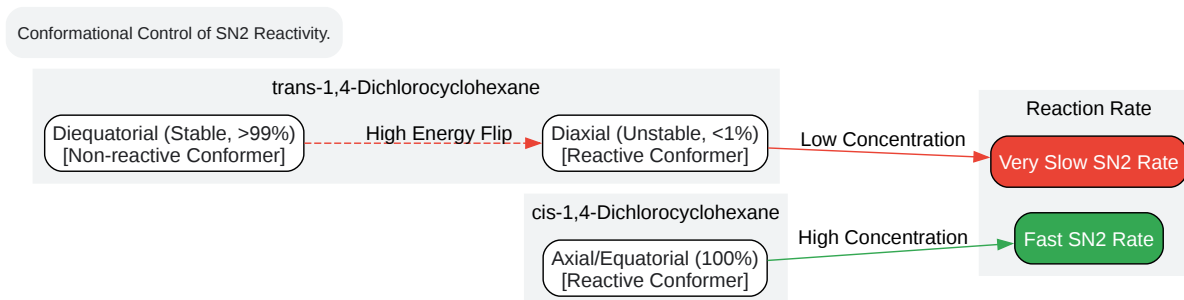 Conformational Control of SN2 Reactivity.
trans-1,4-Dichlorocyclohexane
Diequatorial (Stable, >99%)
[Non-reactive Conformer]
High Energy Flip
Diaxial (Unstable, <1%)
[Reactive Conformer]
Low Concentration
Reaction Rate
Very Slow SN2 Rate
cis-1,4-Dichlorocyclohexane
Axial/Equatorial (100%)
[Reactive Conformer]
High Concentration
Fast SN2 Rate